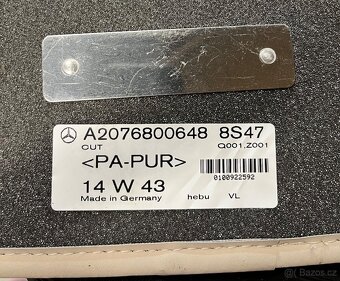 A2076800648 8S47
CUT Q001.Z001
<PA-PUR>
0100922592
14 W 43
Made in Germany hebu VL
Bazos.cz